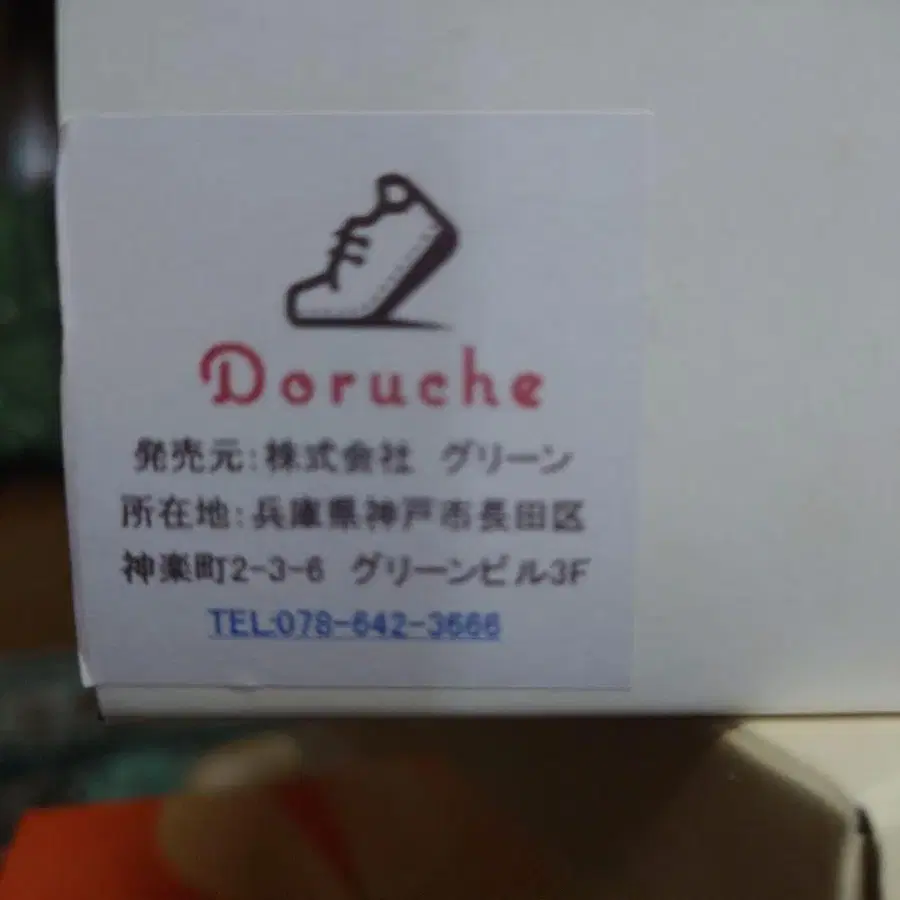 Doruche
発売元:株式会社 グリーン
所在地:兵庫県神戸市長田区
神楽町2-3-6 グリーンビル3F
TEL:078-642-3666